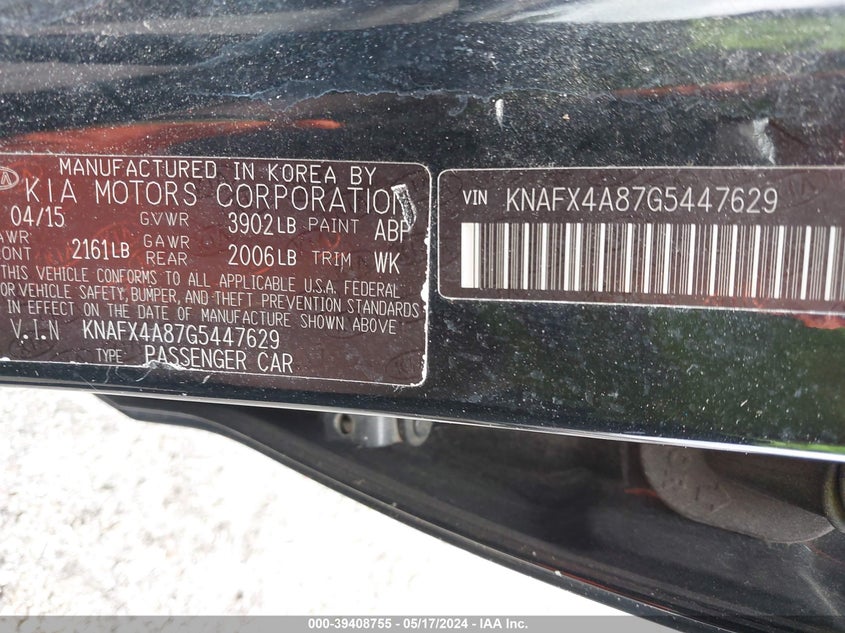 MANUFACTURED IN KOREA BY
KIA MOTORS CORPORATION
04/15 GVWR 3902LB PAINT ABP
2161LB GAWR REAR 2006LB TRIM WK
THIS VEHICLE CONFORMS TO ALL APPLICABLE U.S.A. FEDERAL
VEHICLE SAFETY, BUMPER, AND THEFT PREVENTION STANDARDS
IN EFFECT ON THE DATE OF MANUFACTURE SHOWN ABOVE
V.I.N KNAFX4A87G5447629
TYPE PASSENGER CAR
VIN KNAFX4A87G5447629
000-39408755 - 05/17/2024 - IAA Inc.